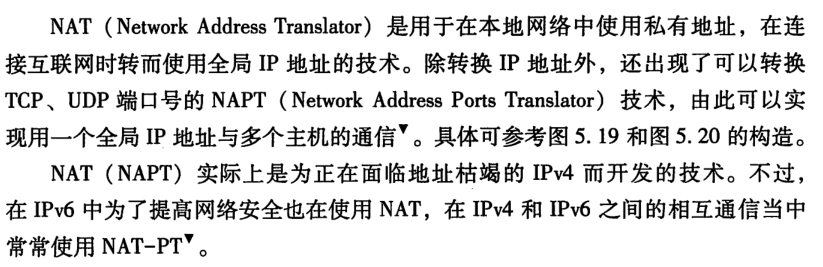 NAT（Network Address Translator）是用于在本地网络中使用私有地址，在连
接互联网时转而使用全局 IP 地址的技术。除转换 IP 地址外，还出现了可以转换
TCP、UDP 端口号的 NAPT（Network Address Ports Translator）技术，由此可以实
现用一个全局 IP 地址与多个主机的通信▼。具体可参考图 5. 19 和图 5. 20 的构造。
NAT（NAPT）实际上是为正在面临地址枯竭的 IPv4 而开发的技术。不过，
在 IPv6 中为了提高网络安全也在使用 NAT，在 IPv4 和 IPv6 之间的相互通信当中
常常使用 NAT-PT▼。